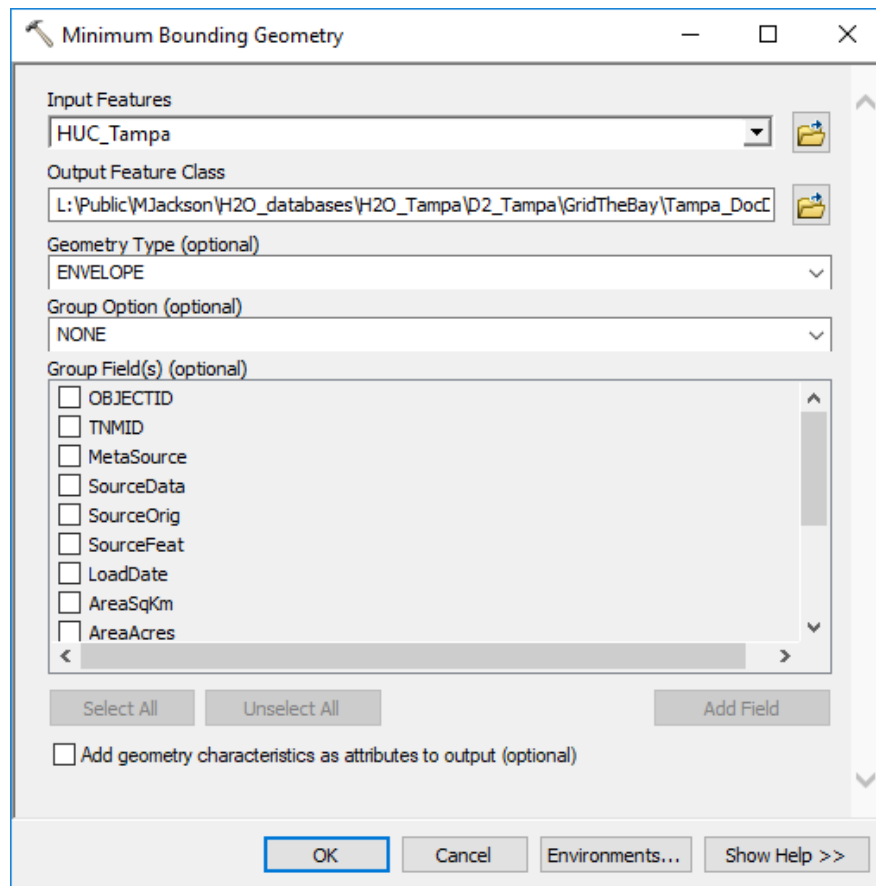 Minimum Bounding Geometry
Input Features
HUC_Tampa
Output Feature Class
L:\Public\MJackson\H2O_databases\H2O_Tampa\D2_Tampa\GridTheBay\Tampa_DocD
Geometry Type (optional)
ENVELOPE
Group Option (optional)
NONE
Group Field(s) (optional)
OBJECTID
TNMID
MetaSource
SourceData
SourceOrig
SourceFeat
LoadDate
AreaSqKm
AreaAcres
Select All Unselect All Add Field
Add geometry characteristics as attributes to output (optional)
OK Cancel Environments... Show Help >>